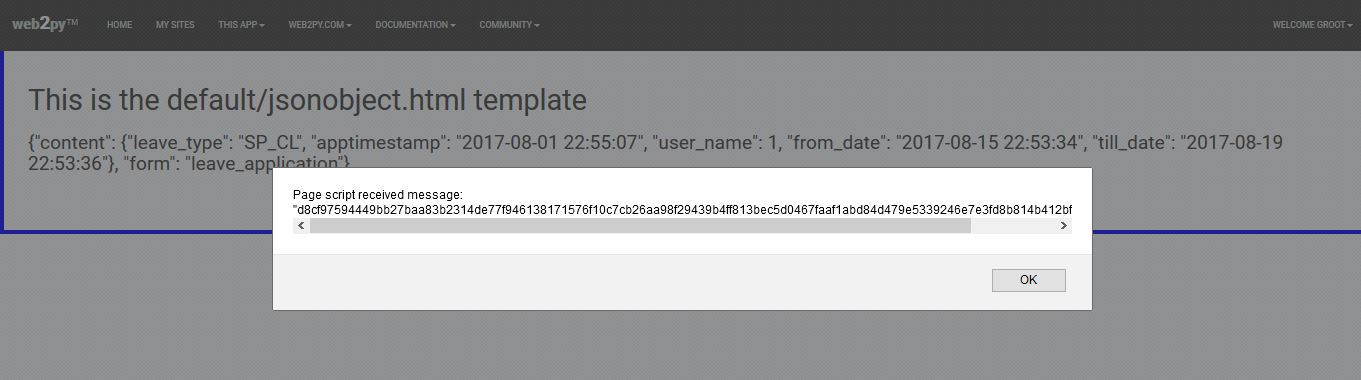 web2py™ HOME MY SITES THIS APP WEB2PY.COM DOCUMENTATION COMMUNITY WELCOME GROOT
This is the default/jsonobject.html template
{"content": {"leave_type": "SP_CL", "apptimestamp": "2017-08-01 22:55:07", "user_name": 1, "from_date": "2017-08-15 22:53:34", "till_date": "2017-08-19
22:53:36"}, "form": "leave_application"}
Page script received message:
"d8cf97594449bb27baa83b2314de77f946138171576f10c7cb26aa98f29439b4ff813bec5d0467faaf1abd84d479e5339246e7e3fd8b814b412bf
OK